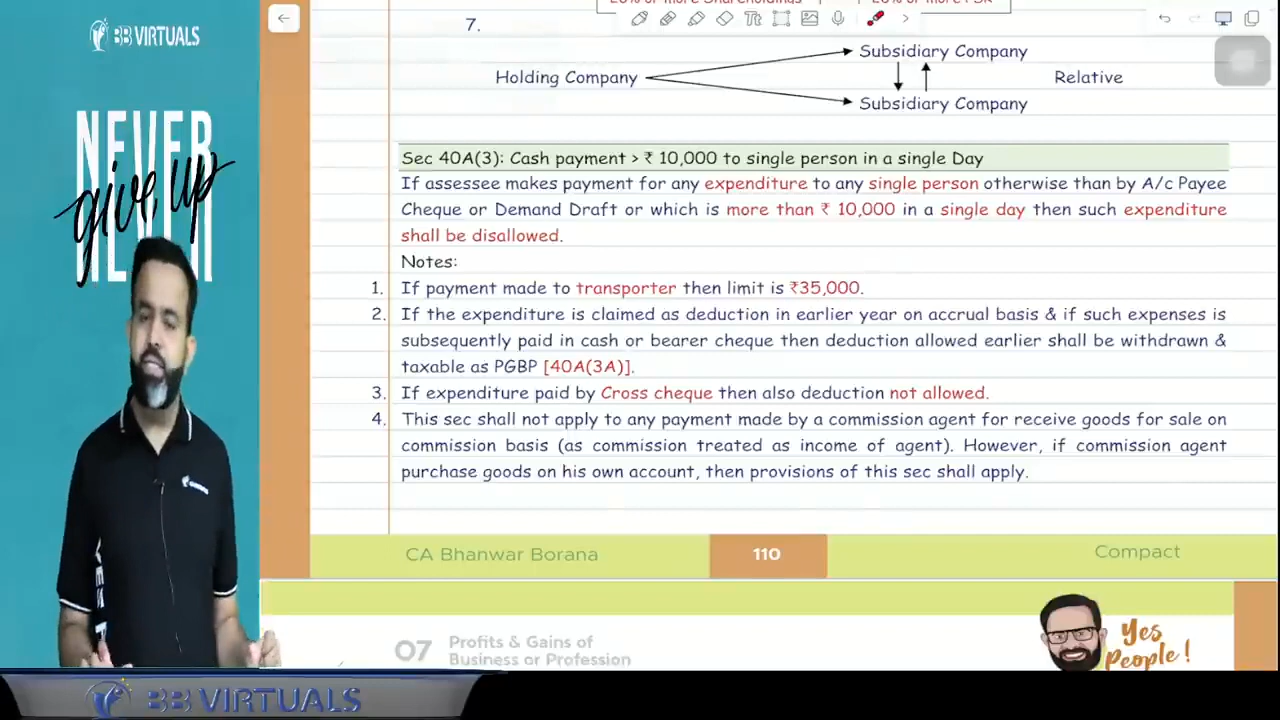 BB VIRTUALS
NEVER
give up
7.
Subsidiary Company
Holding Company
Relative
Subsidiary Company
Sec 40A(3): Cash payment > ₹ 10,000 to single person in a single Day
If assessee makes payment for any expenditure to any single person otherwise than by A/c Payee
Cheque or Demand Draft or which is more than ₹ 10,000 in a single day then such expenditure
shall be disallowed.
Notes:
1. If payment made to transporter then limit is ₹35,000.
2. If the expenditure is claimed as deduction in earlier year on accrual basis & if such expenses is
subsequently paid in cash or bearer cheque then deduction allowed earlier shall be withdrawn &
taxable as PGBP [40A(3A)].
3. If expenditure paid by Cross cheque then also deduction not allowed.
4. This sec shall not apply to any payment made by a commission agent for receive goods for sale on
commission basis (as commission treated as income of agent). However, if commission agent
purchase goods on his own account, then provisions of this sec shall apply.
CA Bhanwar Borana
110
Compact
07
Profits & Gains of
Business or Profession
Yes
People!
BB VIRTUALS